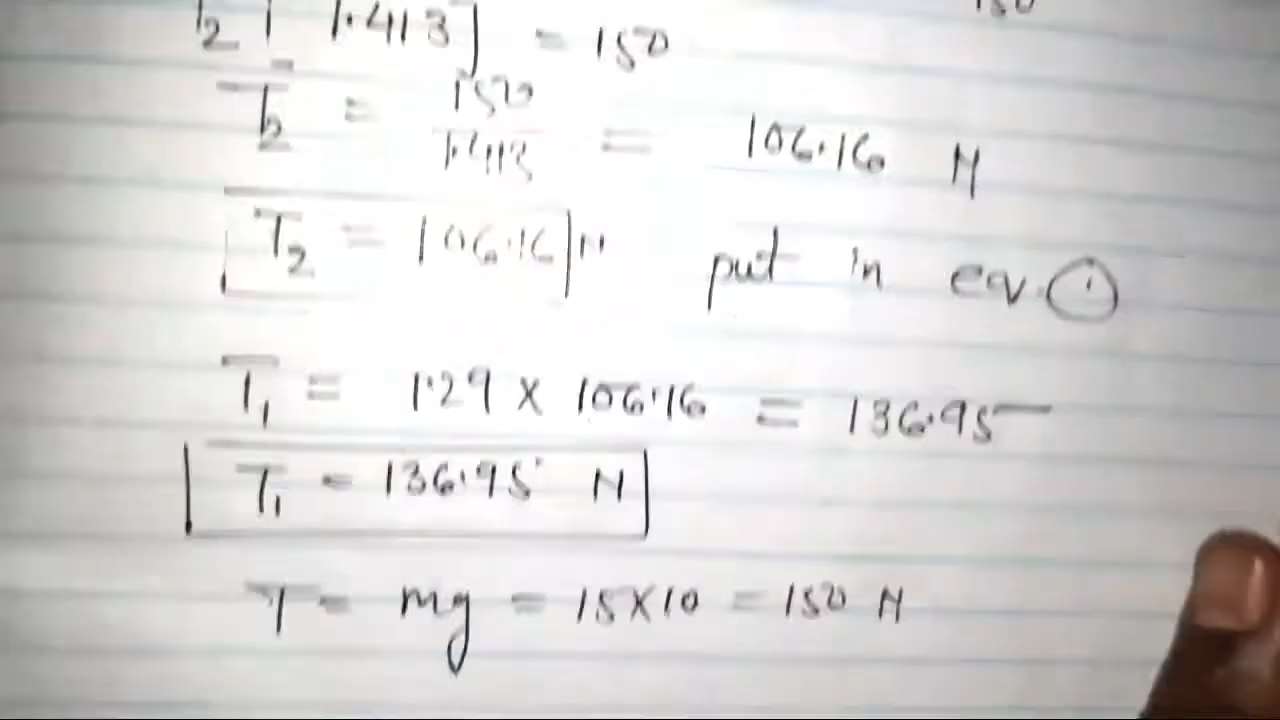 150
T2 [ 1.413] = 150
T2 = 150/1.413 = 106.16 N
T2 = 106.16 N put in eq. ①
T1 = 1.29 × 106.16 = 136.95
T1 = 136.95 N
T = mg = 15×10 = 150 N